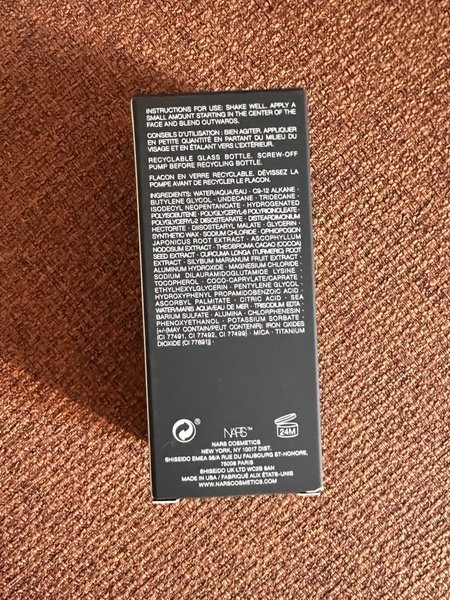 INSTRUCTIONS FOR USE: SHAKE WELL. APPLY A
SMALL AMOUNT STARTING IN THE CENTER OF THE
FACE AND BLEND OUTWARDS.
CONSEILS D'UTILISATION : BIEN AGITER. APPLIQUER
EN PETITE QUANTITÉ EN PARTANT DU MILIEU DU
VISAGE ET EN ÉTALANT VERS L'EXTÉRIEUR.
RECYCLABLE GLASS BOTTLE. SCREW-OFF
PUMP BEFORE RECYCLING BOTTLE.
FLACON EN VERRE RECYCLABLE. DÉVISSEZ LA
POMPE AVANT DE RECYCLER LE FLACON.
INGREDIENTS: WATER/AQUA/EAU · C9-12 ALKANE ·
BUTYLENE GLYCOL · UNDECANE · TRIDECANE ·
ISODECYL NEOPENTANOATE · HYDROGENATED
POLYISOBUTENE · POLYGLYCERYL-6 POLYRICINOLEATE ·
POLYGLYCERYL-2 DIISOSTEARATE · DISTEARDIMONIUM
HECTORITE · DIISOSTEARYL MALATE · GLYCERIN ·
SYNTHETIC WAX · SODIUM CHLORIDE · OPHIOPOGON
JAPONICUS ROOT EXTRACT · ASCOPHYLLUM
NODOSUM EXTRACT · THEOBROMA CACAO (COCOA)
SEED EXTRACT · CURCUMA LONGA (TURMERIC) ROOT
EXTRACT · SILYBUM MARIANUM FRUIT EXTRACT ·
ALUMINUM HYDROXIDE · MAGNESIUM CHLORIDE ·
SODIUM DILAURAMIDOGLUTAMIDE LYSINE ·
TOCOPHEROL · COCO-CAPRYLATE/CAPRATE ·
ETHYLHEXYLGLYCERIN · PENTYLENE GLYCOL ·
HYDROXYPHENYL PROPAMIDOBENZOIC ACID ·
ASCORBYL PALMITATE · CITRIC ACID · SEA
WATER/MARIS AQUA/EAU DE MER · TRISODIUM EDTA ·
BARIUM SULFATE · ALUMINA · CHLORPHENESIN ·
PHENOXYETHANOL · POTASSIUM SORBATE ·
[+/-(MAY CONTAIN/PEUT CONTENIR): IRON OXIDES
(CI 77491, CI 77492, CI 77499) · MICA · TITANIUM
DIOXIDE (CI 77891)]
NARS™
24M
NARS COSMETICS
NEW YORK, NY 10017 DIST.
SHISEIDO EMEA 56/A RUE DU FAUBOURG ST-HONORE,
75008 PARIS
SHISEIDO UK LTD WC2B 5AN
MADE IN USA / FABRIQUÉ AUX ÉTATS-UNIS
WWW.NARSCOSMETICS.COM